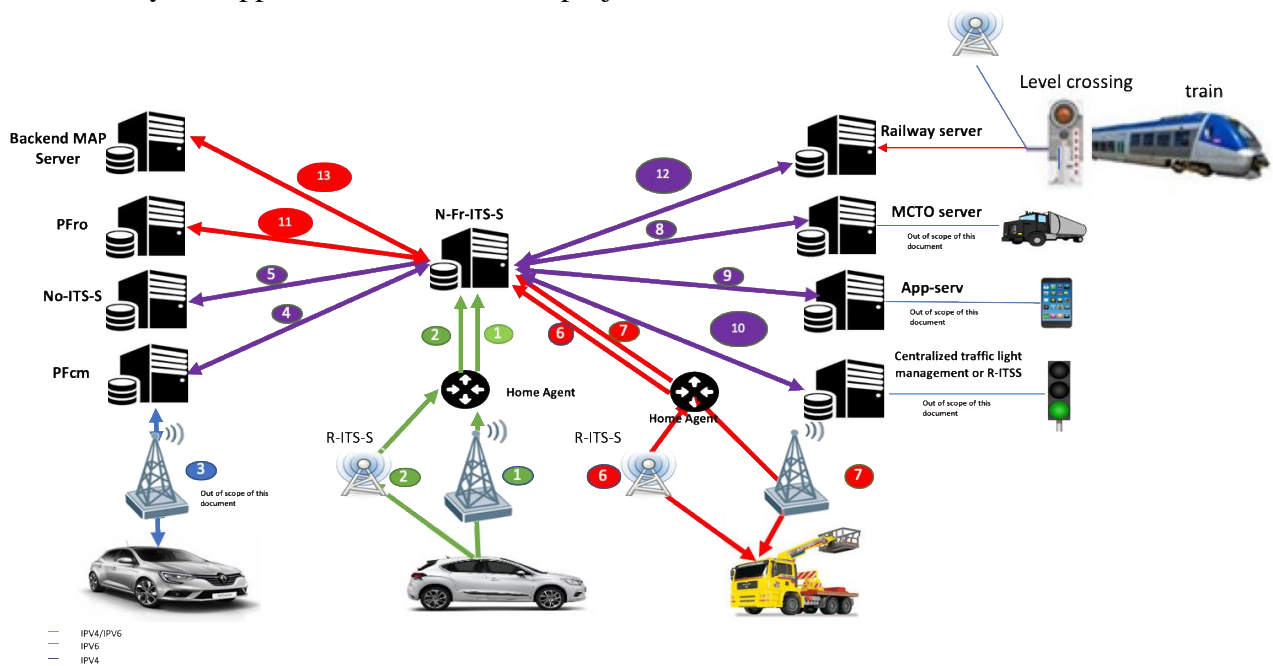 Level crossing
train
Backend MAP
Server
Railway server
13
12
N-Fr-ITS-S
PFro
11
8
MCTO server
Out of scope of this
document
No-ITS-S
5
9
App-serv
Out of scope of this
document
4
2
1
6
7
10
PFcm
Home Agent
Home Agent
Centralized traffic light
management or R-ITSS
Out of scope of this
document
R-ITS-S
R-ITS-S
3
Out of scope of this
document
2
1
6
7
IPV4/IPV6
IPV6
IPV4